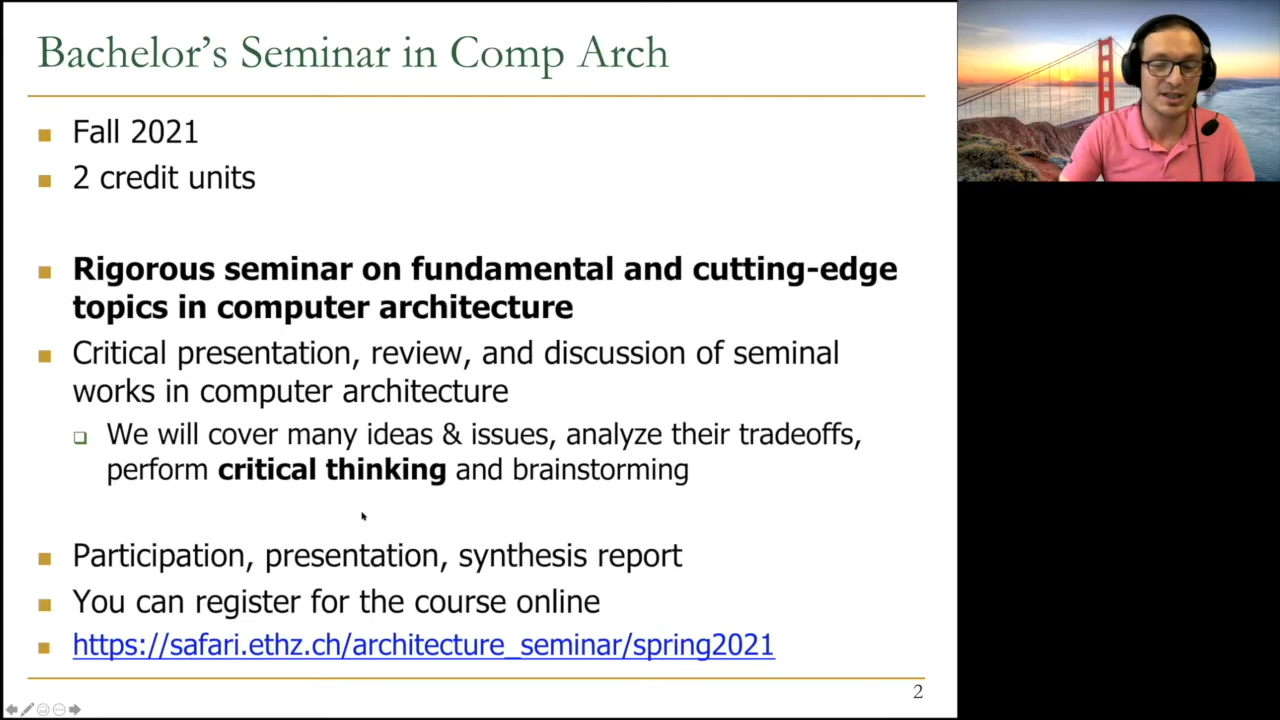 Bachelor's Seminar in Comp Arch
Fall 2021
2 credit units
Rigorous seminar on fundamental and cutting-edge
topics in computer architecture
Critical presentation, review, and discussion of seminal
works in computer architecture
We will cover many ideas & issues, analyze their tradeoffs,
perform critical thinking and brainstorming
Participation, presentation, synthesis report
You can register for the course online
https://safari.ethz.ch/architecture_seminar/spring2021
2